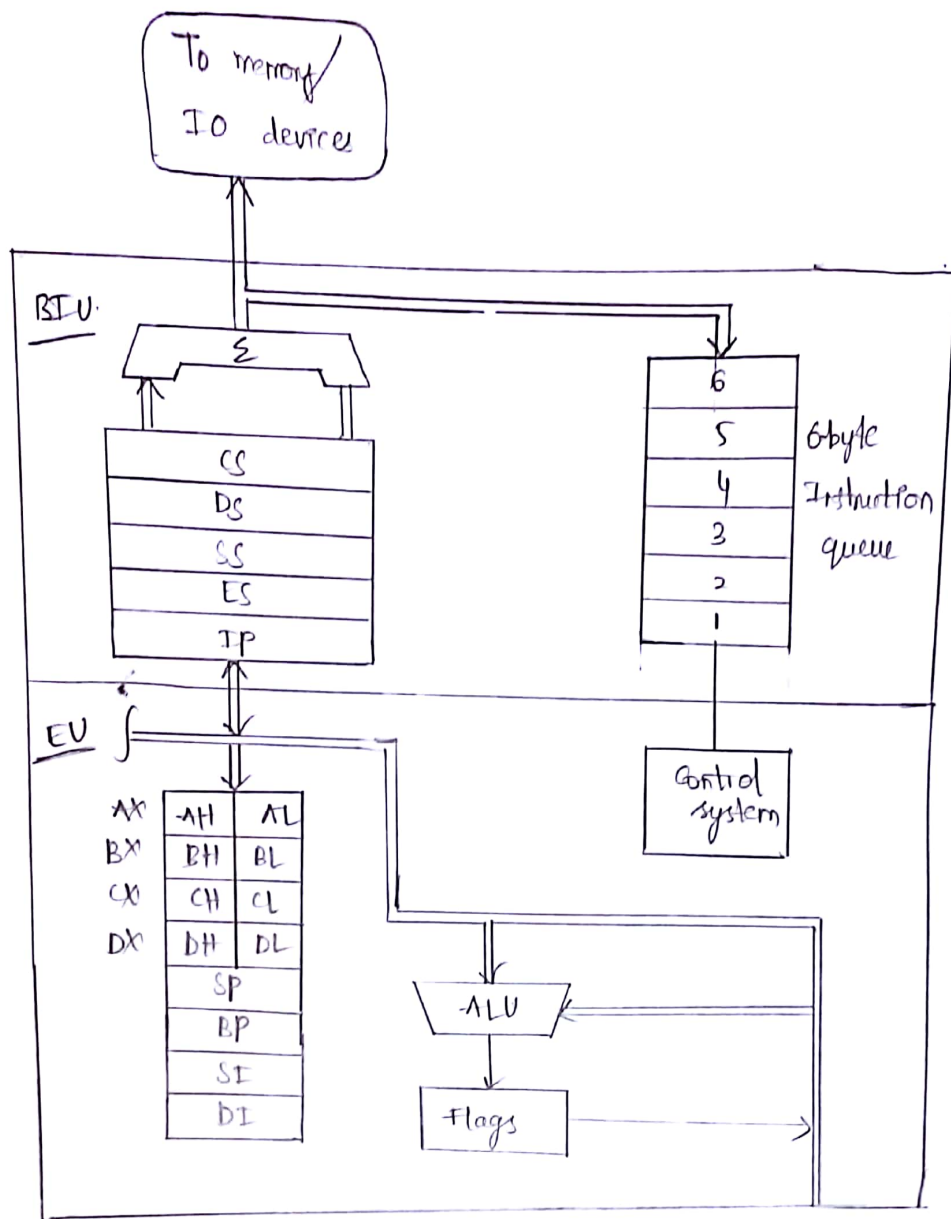 To memory/
IO devices
BIU.
Σ
6
5
4
3
2
1
6-byte
Instruction
queue
CS
DS
SS
ES
IP
EU
AX AH AL
BX BH BL
CX CH CL
DX DH DL
SP
BP
SI
DI
Control
system
ALU
Flags